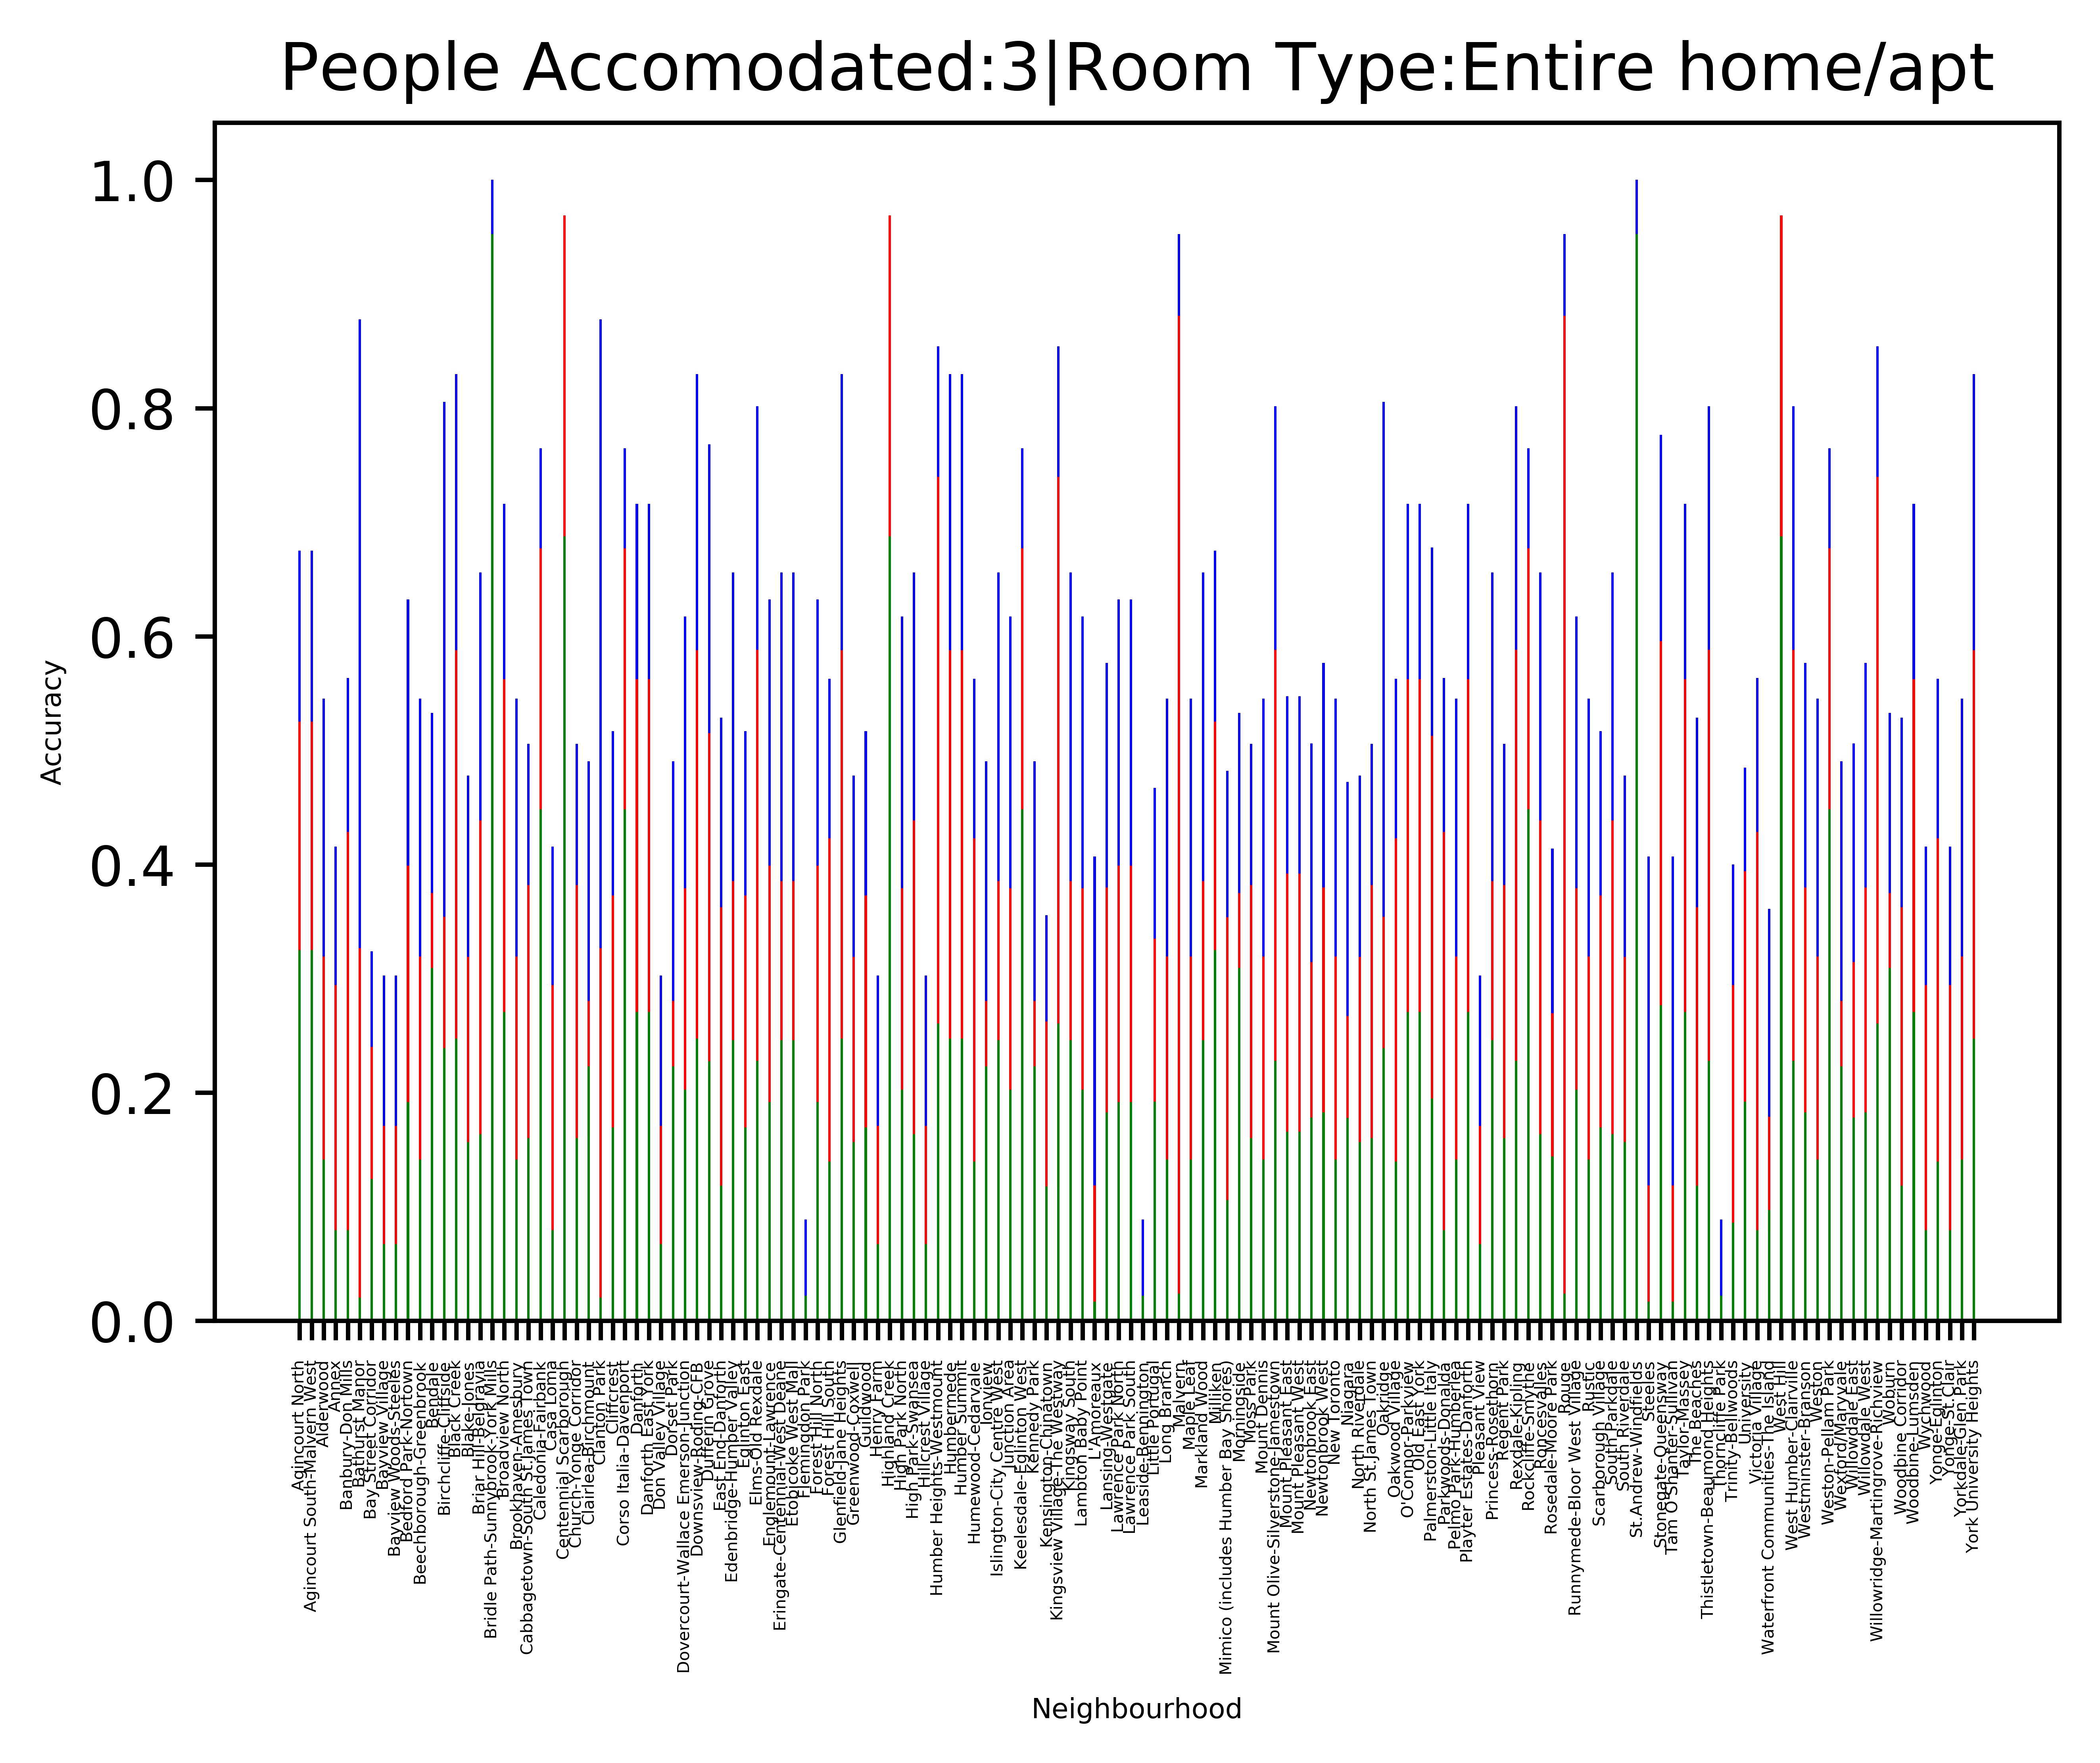 People Accomodated:3|Room Type:Entire home/apt
1.0
0.8
0.6
0.4
0.2
0.0
Accuracy
Agincourt North
Agincourt South-Malvern West
Alderwood
Annex
Banbury-Don Mills
Bathurst Manor
Bay Street Corridor
Bayview Village
Bayview Woods-Steeles
Bedford Park-Nortown
Beechborough-Greenbrook
Bendale
Birchcliffe-Cliffside
Black Creek
Blake-Jones
Briar Hill-Belgravia
Bridle Path-Sunnybrook-York Mills
Broadview North
Brookhaven-Amesbury
Cabbagetown-South St.James Town
Caledonia-Fairbank
Casa Loma
Centennial Scarborough
Church-Yonge Corridor
Clairlea-Birchmount
Clanton Park
Cliffcrest
Corso Italia-Davenport
Danforth
Danforth East York
Don Valley Village
Dorset Park
Dovercourt-Wallace Emerson-Junction
Downsview-Roding-CFB
Dufferin Grove
East End-Danforth
Edenbridge-Humber Valley
Eglinton East
Elms-Old Rexdale
Englemount-Lawrence
Eringate-Centennial-West Deane
Etobicoke West Mall
Flemingdon Park
Forest Hill North
Forest Hill South
Glenfield-Jane Heights
Greenwood-Coxwell
Guildwood
Henry Farm
Highland Creek
High Park North
High Park-Swansea
Hillcrest Village
Humber Heights-Westmount
Humbermede
Humber Summit
Humewood-Cedarvale
Ionview
Islington-City Centre West
Junction Area
Keelesdale-Eglinton West
Kennedy Park
Kensington-Chinatown
Kingsview Village-The Westway
Kingsway South
Lambton Baby Point
L'Amoreaux
Lansing-Westgate
Lawrence Park North
Lawrence Park South
Leaside-Bennington
Little Portugal
Long Branch
Malvern
Maple Leaf
Markland Wood
Milliken
Mimico (includes Humber Bay Shores)
Morningside
Moss Park
Mount Dennis
Mount Olive-Silverstone-Jamestown
Mount Pleasant East
Mount Pleasant West
Newtonbrook East
Newtonbrook West
New Toronto
Niagara
North Riverdale
North St.James Town
Oakridge
Oakwood Village
O'Connor-Parkview
Old East York
Palmerston-Little Italy
Parkwoods-Donalda
Pelmo Park-Humberlea
Playter Estates-Danforth
Pleasant View
Princess-Rosethorn
Regent Park
Rexdale-Kipling
Rockcliffe-Smythe
Roncesvalles
Rosedale-Moore Park
Rouge
Runnymede-Bloor West Village
Rustic
Scarborough Village
South Parkdale
South Riverdale
St.Andrew-Windfields
Steeles
Stonegate-Queensway
Tam O'Shanter-Sullivan
Taylor-Massey
The Beaches
Thistletown-Beaumond Heights
Thorncliffe Park
Trinity-Bellwoods
University
Victoria Village
Waterfront Communities-The Island
West Hill
West Humber-Clairville
Westminster-Branson
Weston
Weston-Pellam Park
Wexford/Maryvale
Willowdale East
Willowdale West
Willowridge-Martingrove-Richview
Woburn
Woodbine Corridor
Woodbine-Lumsden
Wychwood
Yonge-Eglinton
Yonge-St.Clair
Yorkdale-Glen Park
York University Heights
Neighbourhood